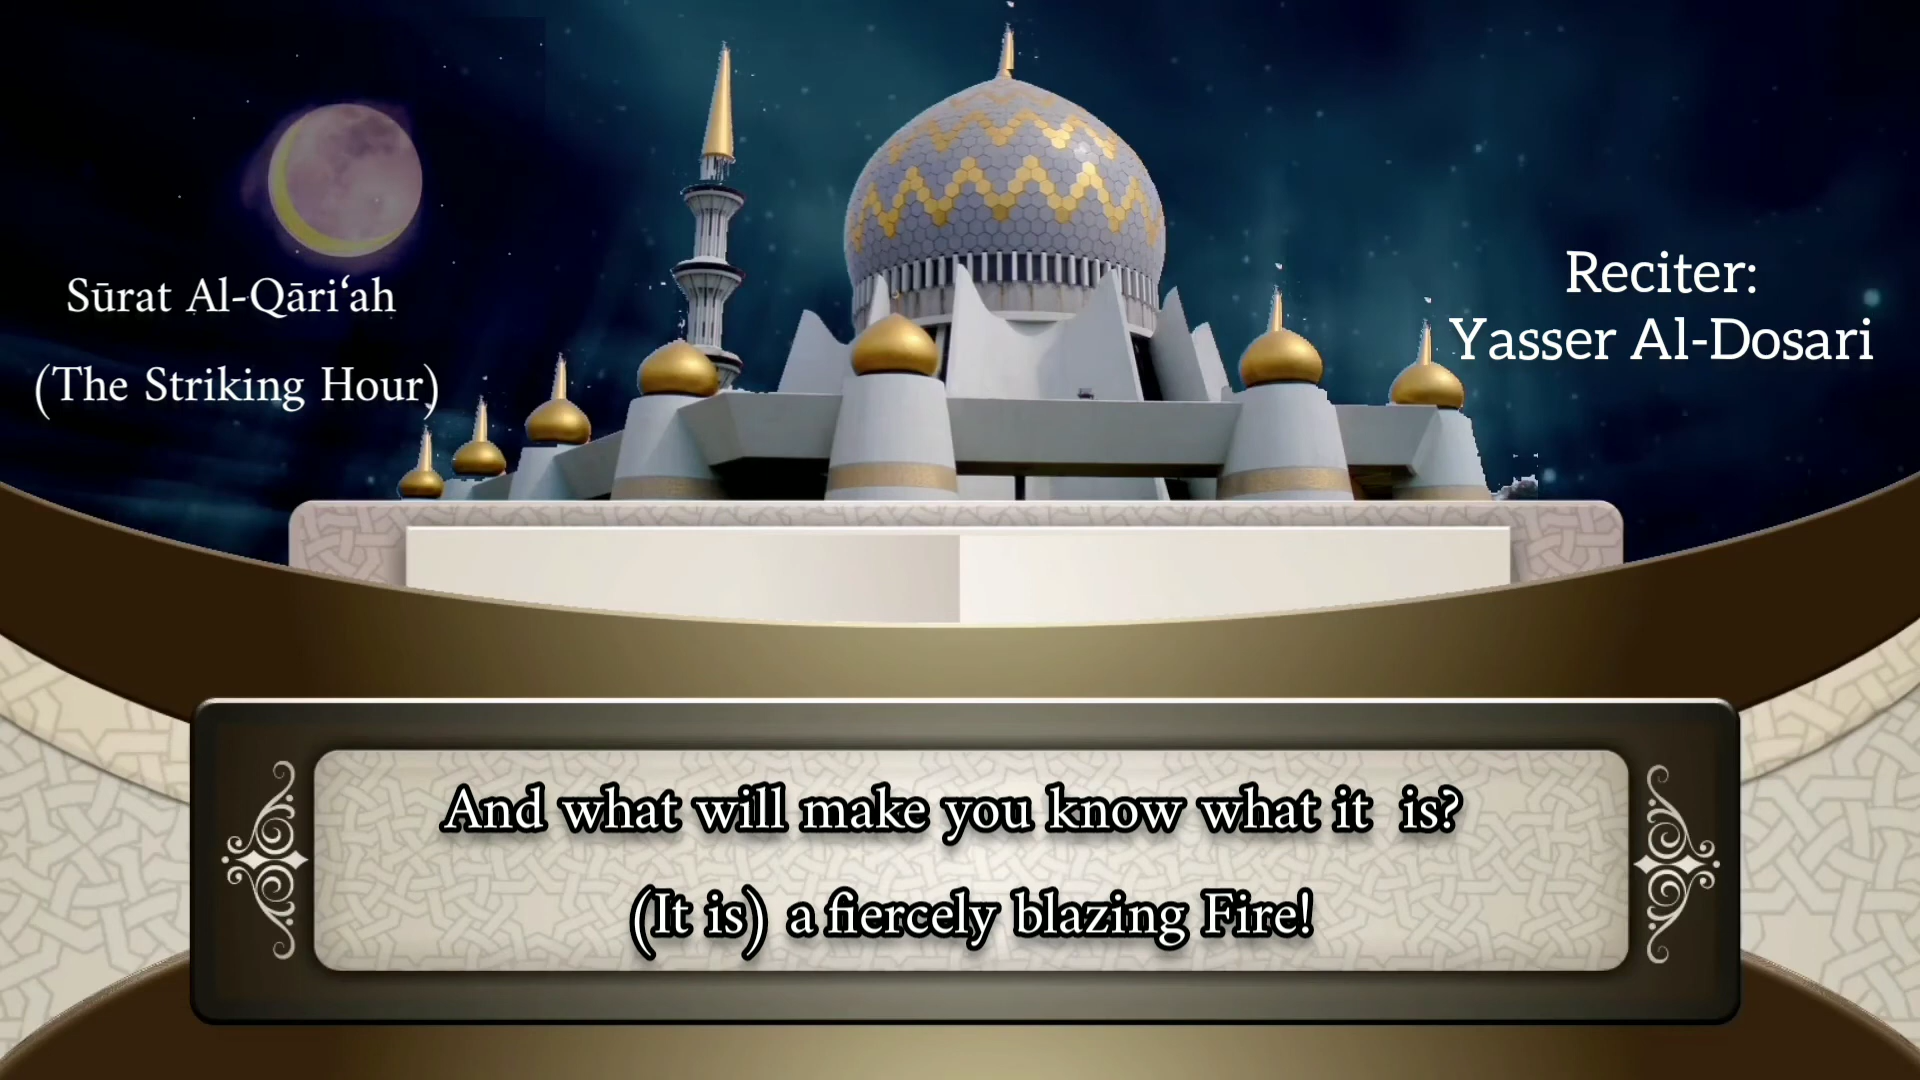 Sūrat Al-Qāri‘ah
(The Striking Hour)
Reciter:
Yasser Al-Dosari
And what will make you know what it is?
(It is) a fiercely blazing Fire!